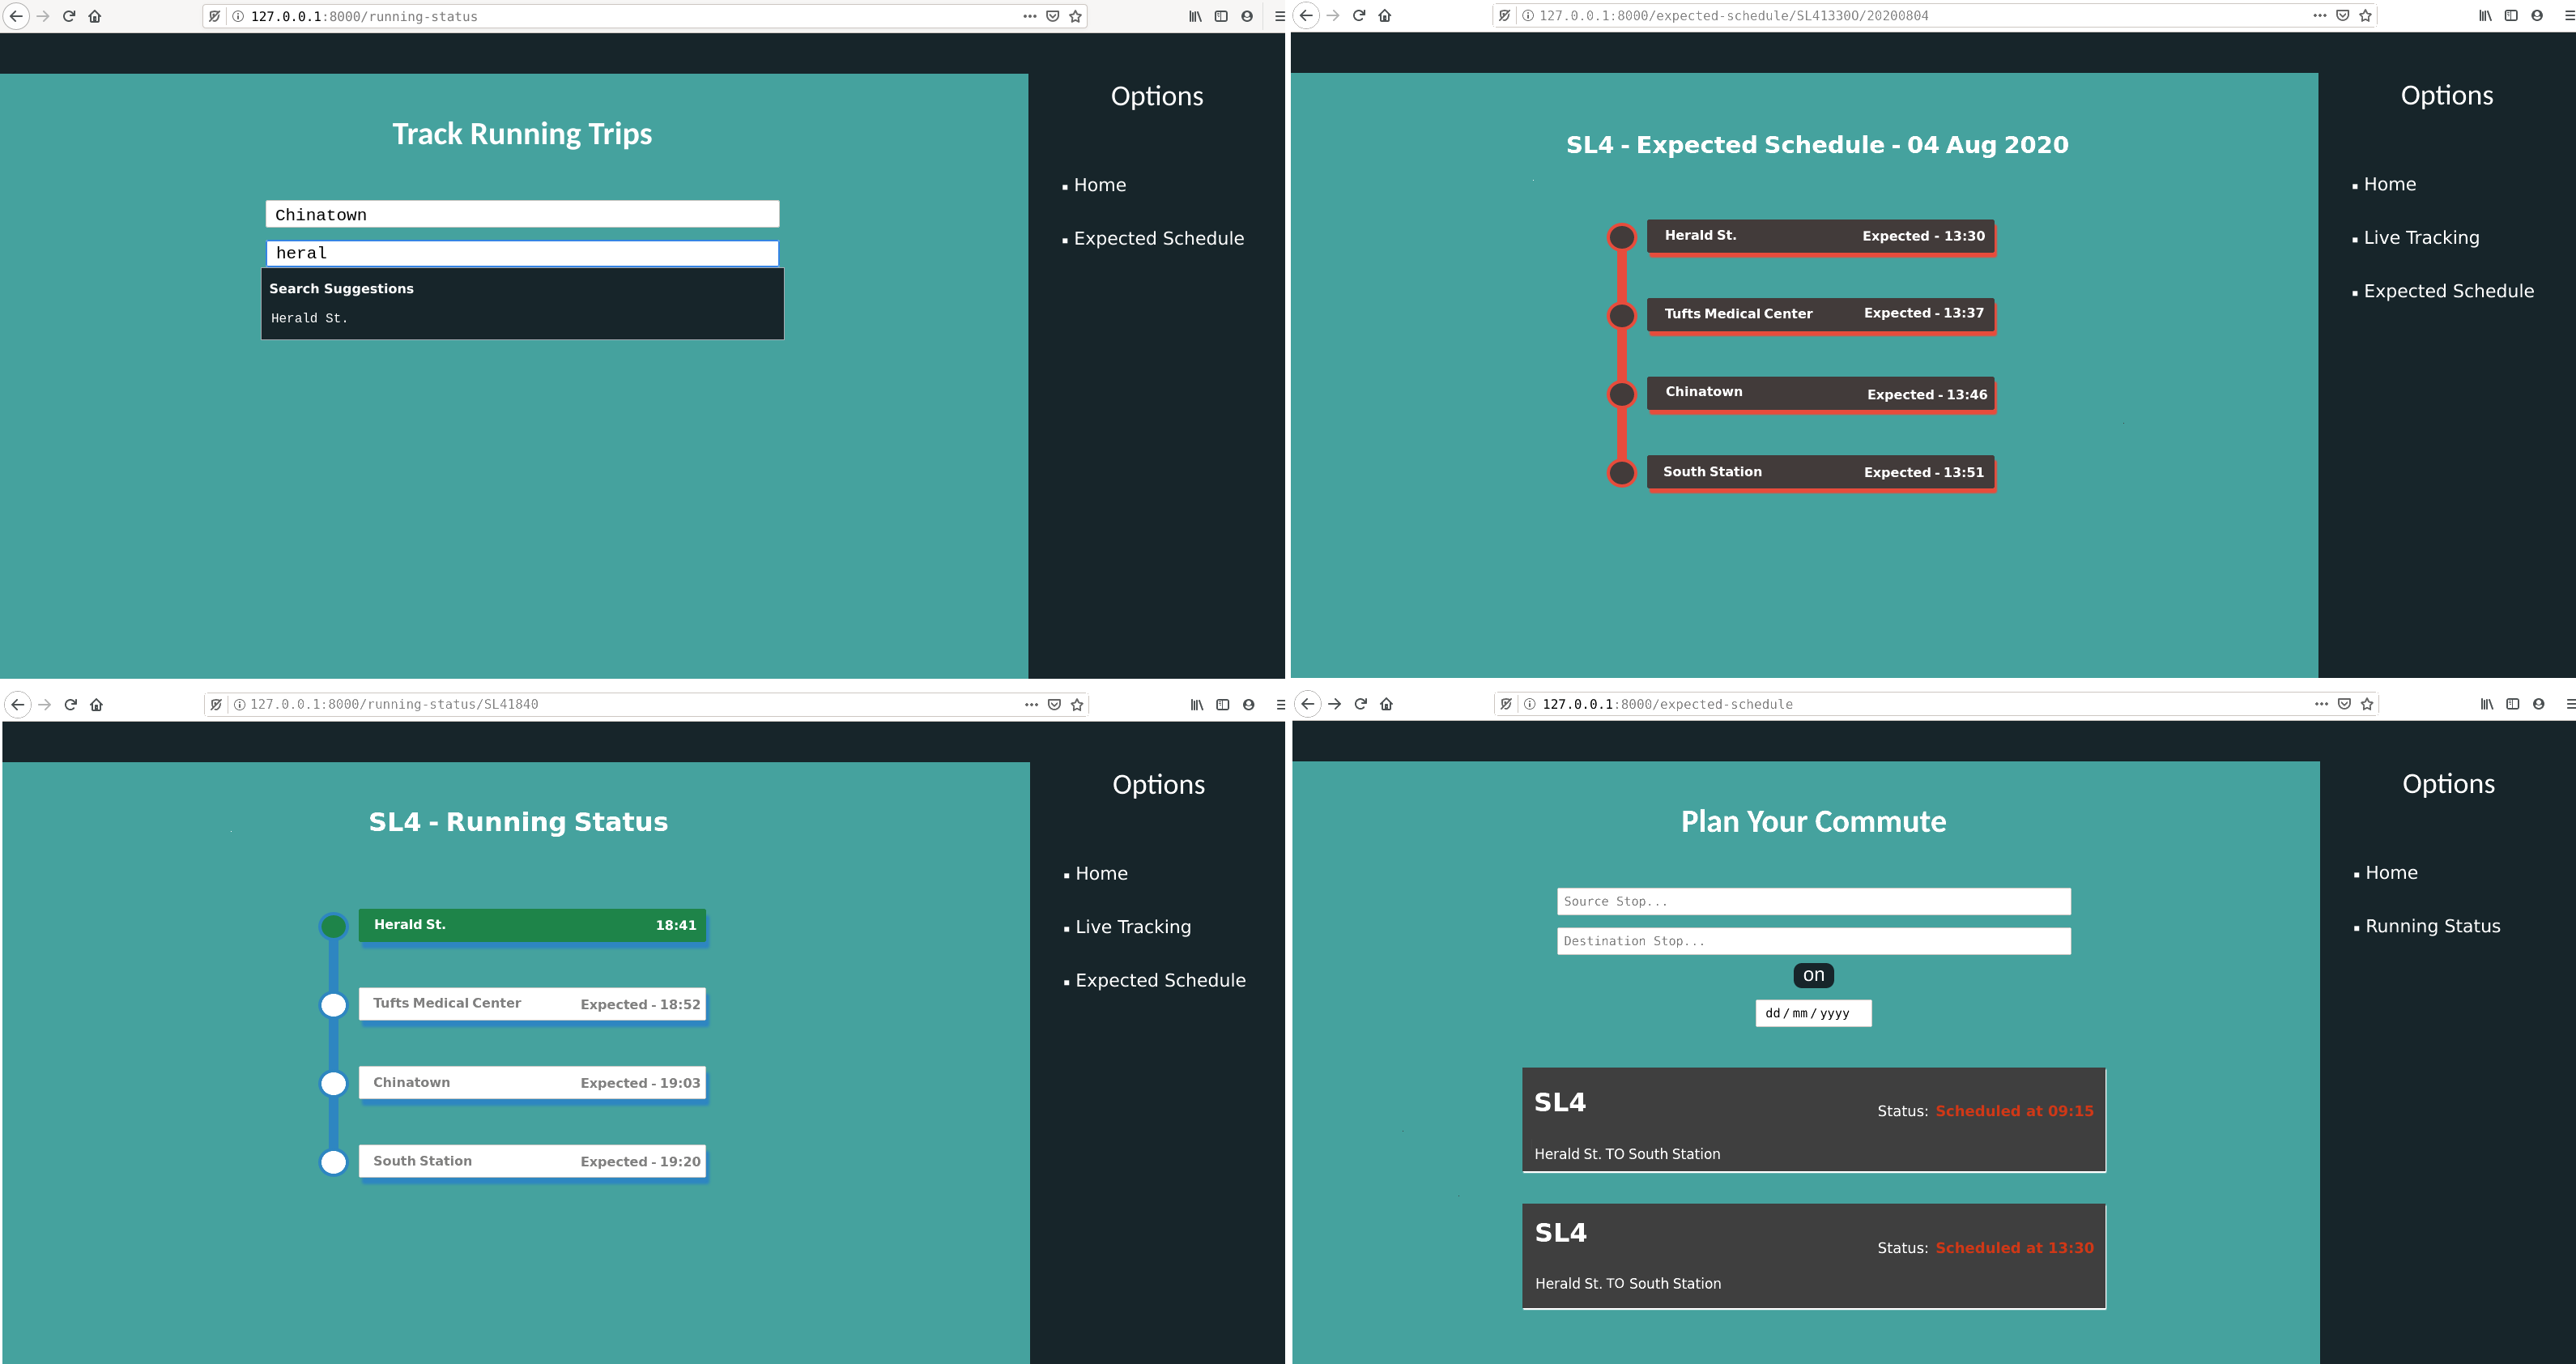 127.0.0.1:8000/running-status
Options
Track Running Trips
Chinatown
heral
Search Suggestions
Herald St.
▪ Home
▪ Expected Schedule
127.0.0.1:8000/expected-schedule/SL41330O/20200804
Options
SL4 - Expected Schedule - 04 Aug 2020
Herald St. Expected - 13:30
Tufts Medical Center Expected - 13:37
Chinatown Expected - 13:46
South Station Expected - 13:51
▪ Home
▪ Live Tracking
▪ Expected Schedule
127.0.0.1:8000/running-status/SL41840
Options
SL4 - Running Status
Herald St. 18:41
Tufts Medical Center Expected - 18:52
Chinatown Expected - 19:03
South Station Expected - 19:20
▪ Home
▪ Live Tracking
▪ Expected Schedule
127.0.0.1:8000/expected-schedule
Options
Plan Your Commute
Source Stop...
Destination Stop...
on
dd / mm / yyyy
SL4
Status: Scheduled at 09:15
Herald St. TO South Station
SL4
Status: Scheduled at 13:30
Herald St. TO South Station
▪ Home
▪ Running Status